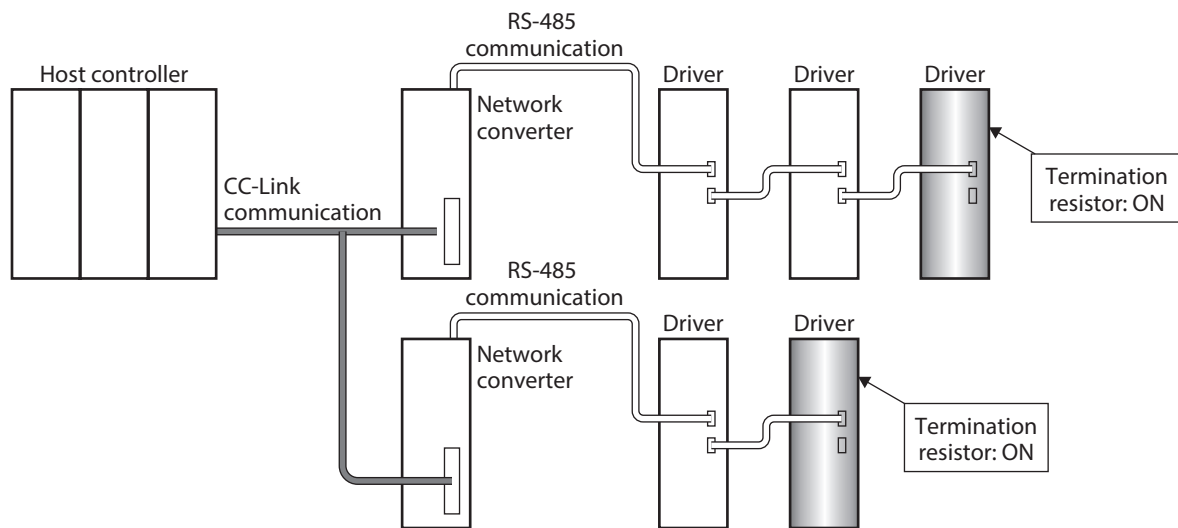 RS-485
communication
Host controller
Driver
Driver
Driver
Network
converter
CC-Link
communication
Termination
resistor: ON
RS-485
communication
Driver
Driver
Network
converter
Termination
resistor: ON